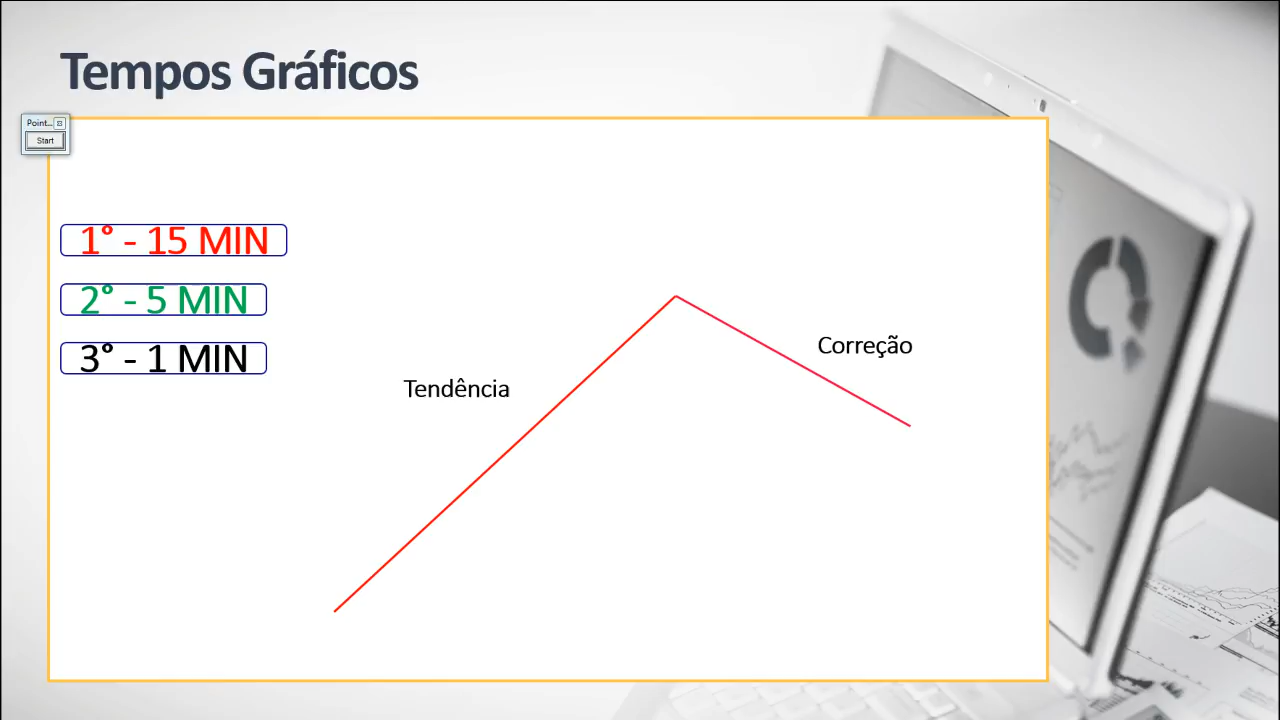 Tempos Gráficos
Point...
Start
1° - 15 MIN
2° - 5 MIN
3° - 1 MIN
Correção
Tendência